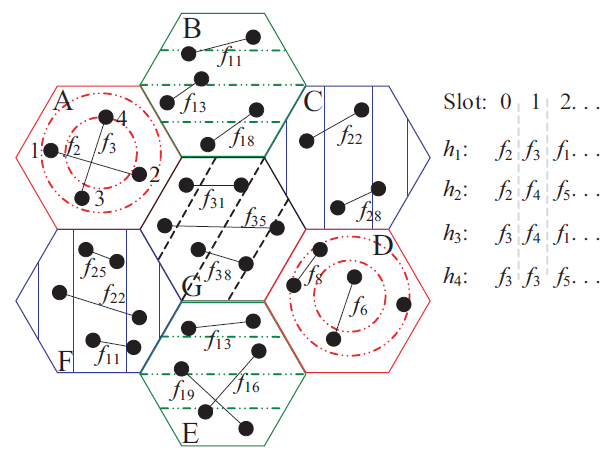 B
f11
f13
f18
A
4
1
f2
f3
2
3
C
f22
f28
f31
f35
f38
G
D
f8
f6
f25
f22
f11
F
f13
f16
f19
E
Slot: 0 1 2...
h1: f2 f3 f1...
h2: f2 f4 f5...
h3: f3 f4 f1...
h4: f3 f3 f5...